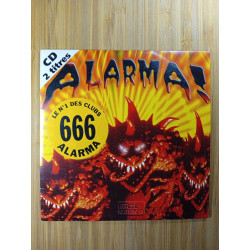 CD
2 titres
ALARMA!
LE N°1 DES CLUBS
666
ALARMA